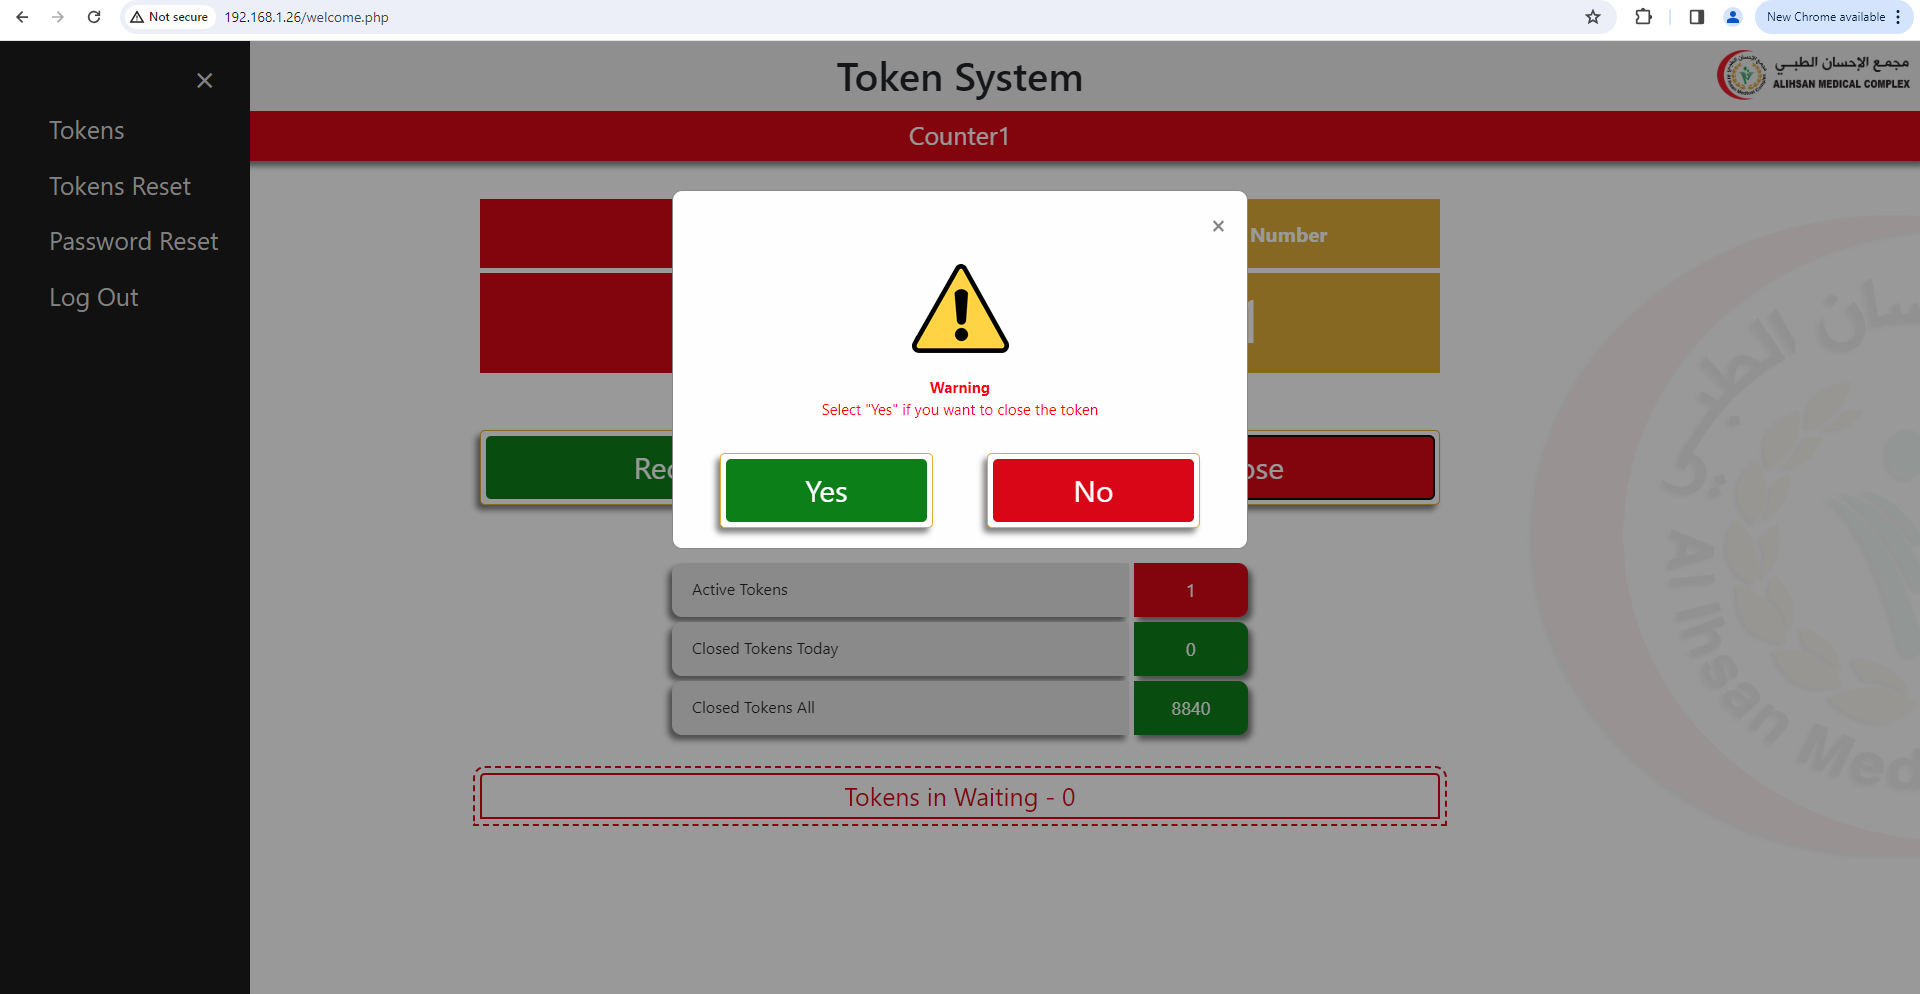 Not secure 192.168.1.26/welcome.php New Chrome available
Token System
مجمع الإحسان الطبي
ALIHSAN MEDICAL COMPLEX
Counter1
Tokens
Tokens Reset
Password Reset
Log Out
Number
Warning
Select "Yes" if you want to close the token
Yes
No
Active Tokens 1
Closed Tokens Today 0
Closed Tokens All 8840
Tokens in Waiting - 0
Al Ihsan Med